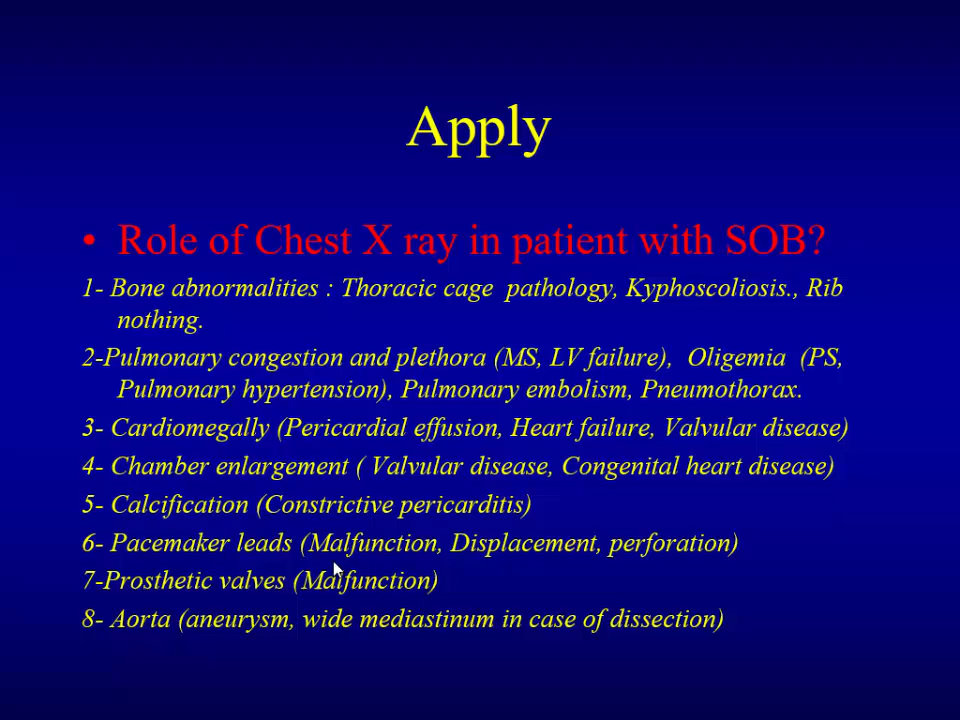 Apply
• Role of Chest X ray in patient with SOB?
1- Bone abnormalities : Thoracic cage pathology, Kyphoscoliosis., Rib
nothing.
2-Pulmonary congestion and plethora (MS, LV failure), Oligemia (PS,
Pulmonary hypertension), Pulmonary embolism, Pneumothorax.
3- Cardiomegally (Pericardial effusion, Heart failure, Valvular disease)
4- Chamber enlargement ( Valvular disease, Congenital heart disease)
5- Calcification (Constrictive pericarditis)
6- Pacemaker leads (Malfunction, Displacement, perforation)
7-Prosthetic valves (Malfunction)
8- Aorta (aneurysm, wide mediastinum in case of dissection)